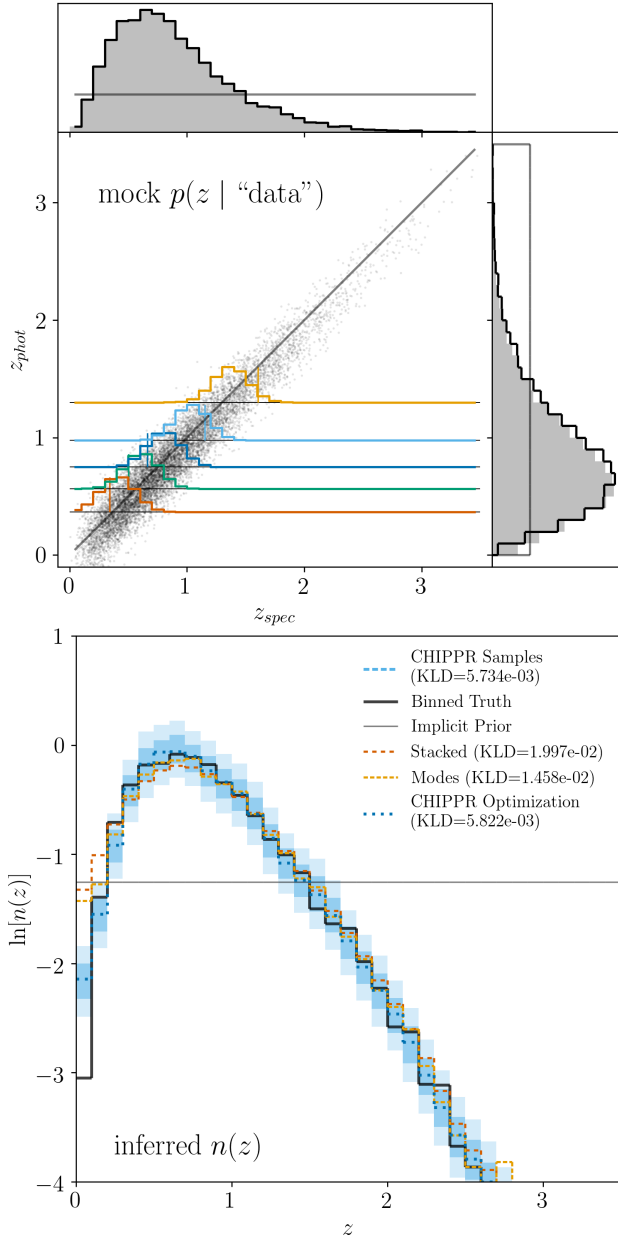 mock p(z | “data”)
3
2
1
0
z_phot
0
1
2
3
z_spec
1
0
−1
−2
−3
−4
ln[n(z)]
CHIPPR Samples
(KLD=5.734e-03)
Binned Truth
Implicit Prior
Stacked (KLD=1.997e-02)
Modes (KLD=1.458e-02)
CHIPPR Optimization
(KLD=5.822e-03)
inferred n(z)
0
1
2
3
z